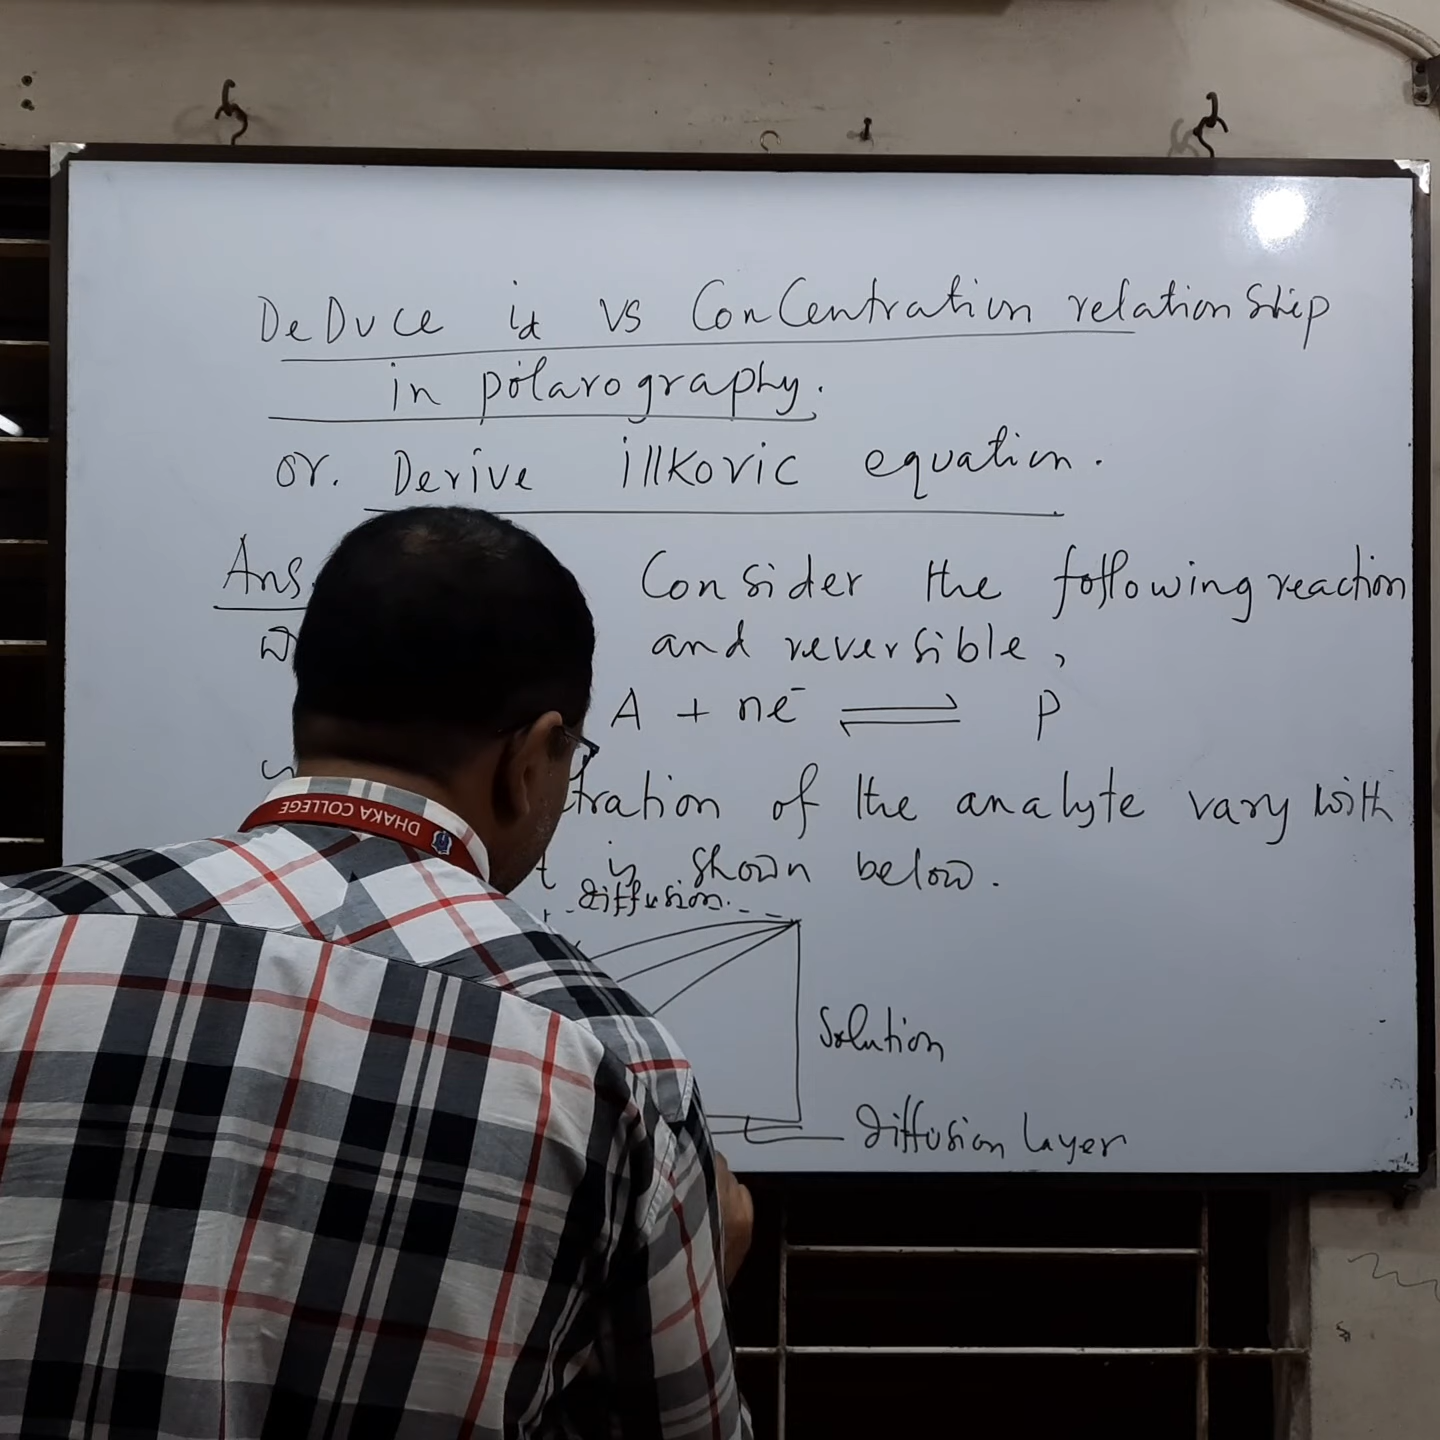 DeDuce id vs ConCentration relationship
in polarography.
or. Derive illkovic equation.
Ans. Consider the following reaction
and reversible,
A + ne⁻ ⇌ P
tration of the analyte vary with
t is shown below.
diffusion.
Solution
Diffusion Layer
DHAKA COLLEGE